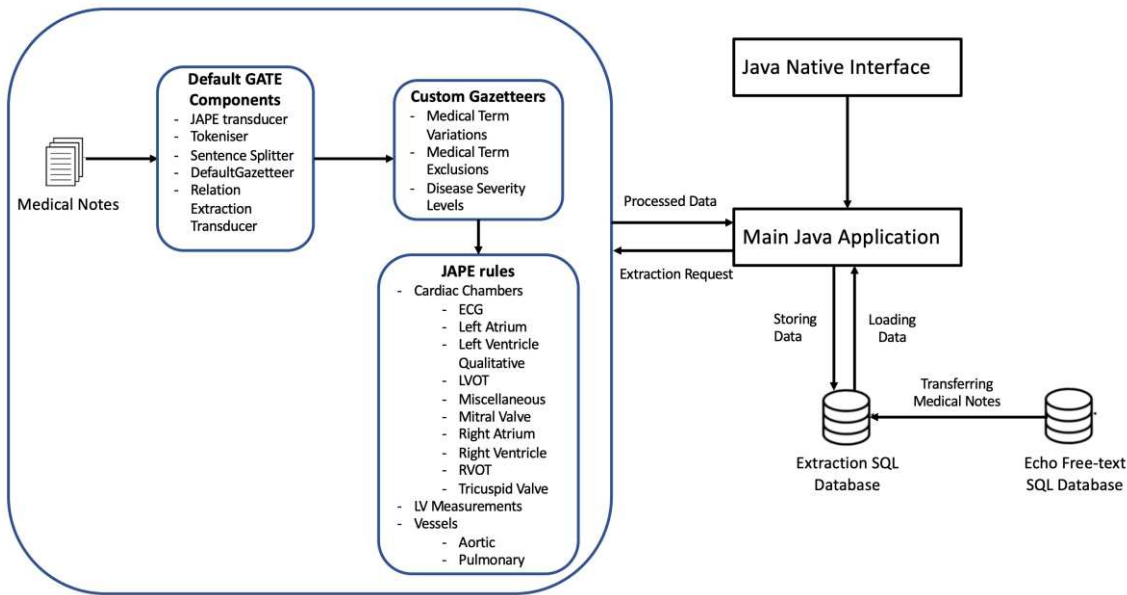 Medical Notes
Default GATE
Components
- JAPE transducer
- Tokeniser
- Sentence Splitter
- DefaultGazetteer
- Relation
Extraction
Transducer
Custom Gazetteers
- Medical Term
Variations
- Medical Term
Exclusions
- Disease Severity
Levels
JAPE rules
- Cardiac Chambers
- ECG
- Left Atrium
- Left Ventricle
Qualitative
- LVOT
- Miscellaneous
- Mitral Valve
- Right Atrium
- Right Ventricle
- RVOT
- Tricuspid Valve
- LV Measurements
- Vessels
- Aortic
- Pulmonary
Processed Data
Extraction Request
Java Native Interface
Main Java Application
Storing
Data
Loading
Data
Transferring
Medical Notes
Extraction SQL
Database
Echo Free-text
SQL Database